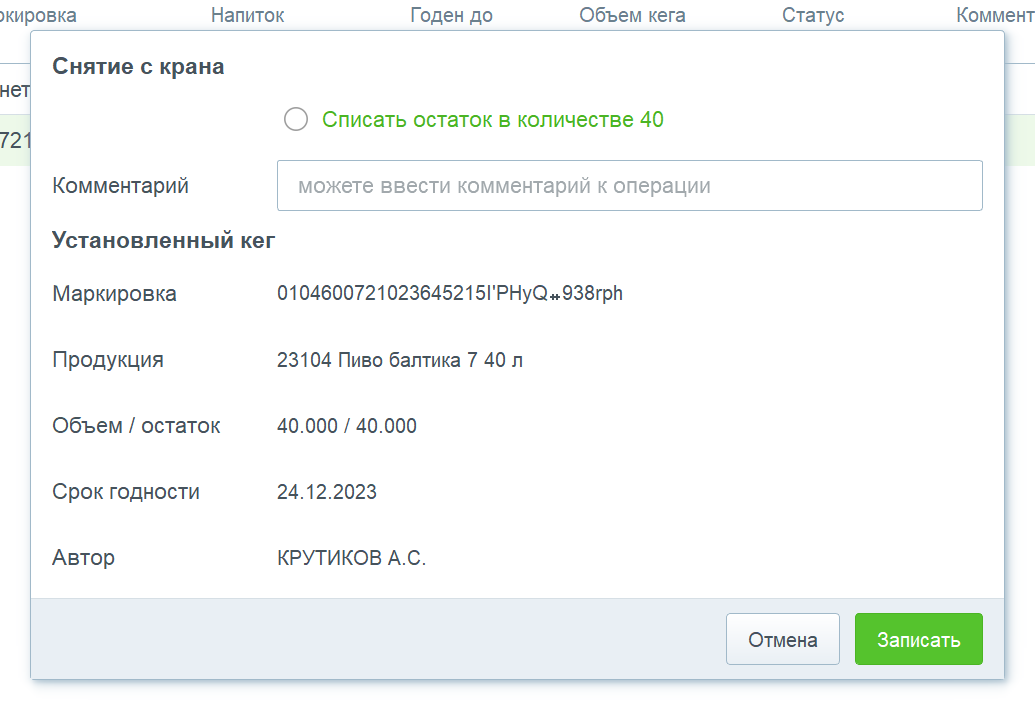 ркировка Напиток Годен до Объем кега Статус Коммент
Снятие с крана
нет
Списать остаток в количестве 40
721
Комментарий можете ввести комментарий к операции
Установленный кег
Маркировка 0104600721023645215I'PHyQ↔938rph
Продукция 23104 Пиво балтика 7 40 л
Объем / остаток 40.000 / 40.000
Срок годности 24.12.2023
Автор КРУТИКОВ А.С.
Отмена Записать